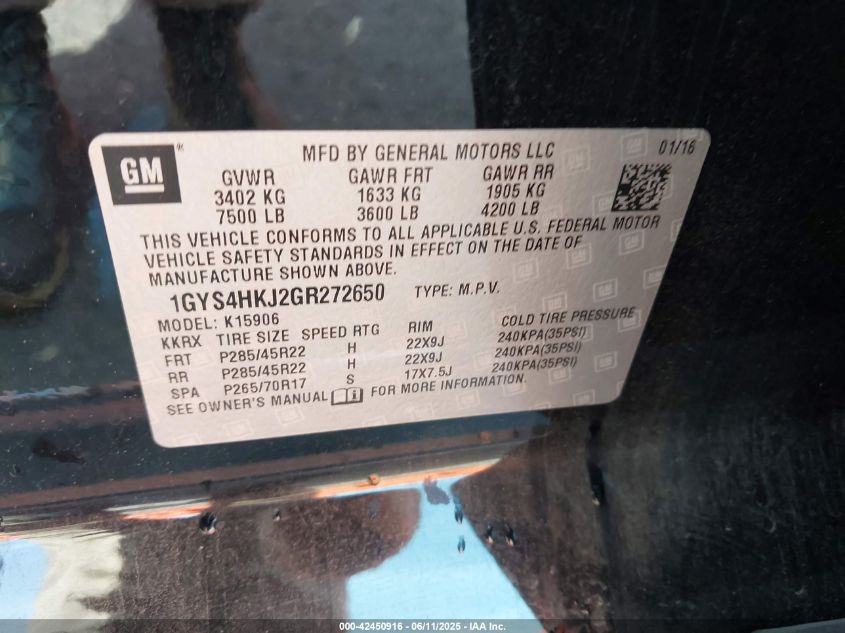 GM ® MFD BY GENERAL MOTORS LLC 01/16
GVWR GAWR FRT GAWR RR
3402 KG 1633 KG 1905 KG
7500 LB 3600 LB 4200 LB
THIS VEHICLE CONFORMS TO ALL APPLICABLE U.S. FEDERAL MOTOR
VEHICLE SAFETY STANDARDS IN EFFECT ON THE DATE OF
MANUFACTURE SHOWN ABOVE.
1GYS4HKJ2GR272650 TYPE: M.P.V.
MODEL: K15906
KKRX TIRE SIZE SPEED RTG RIM COLD TIRE PRESSURE
FRT P285/45R22 H 22X9J 240KPA(35PSI)
RR P285/45R22 H 22X9J 240KPA(35PSI)
SPA P265/70R17 S 17X7.5J 240KPA(35PSI)
SEE OWNER'S MANUAL FOR MORE INFORMATION.
000-42450916 - 06/11/2025 - IAA Inc.